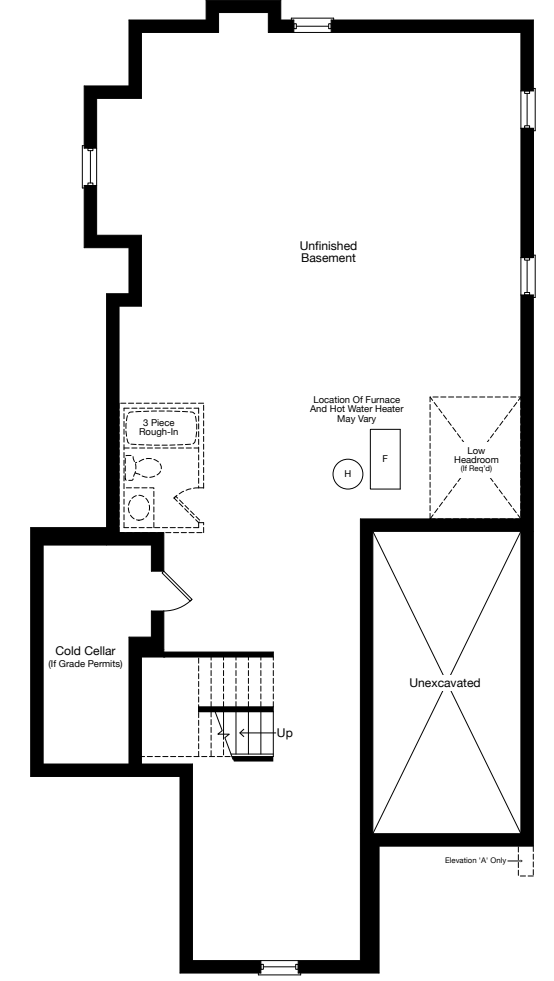 Unfinished
Basement
Location Of Furnace
And Hot Water Heater
May Vary
3 Piece
Rough-In
H
F
Low
Headroom
(If Req'd)
Cold Cellar
(If Grade Permits)
Unexcavated
Up
Elevation 'A' Only